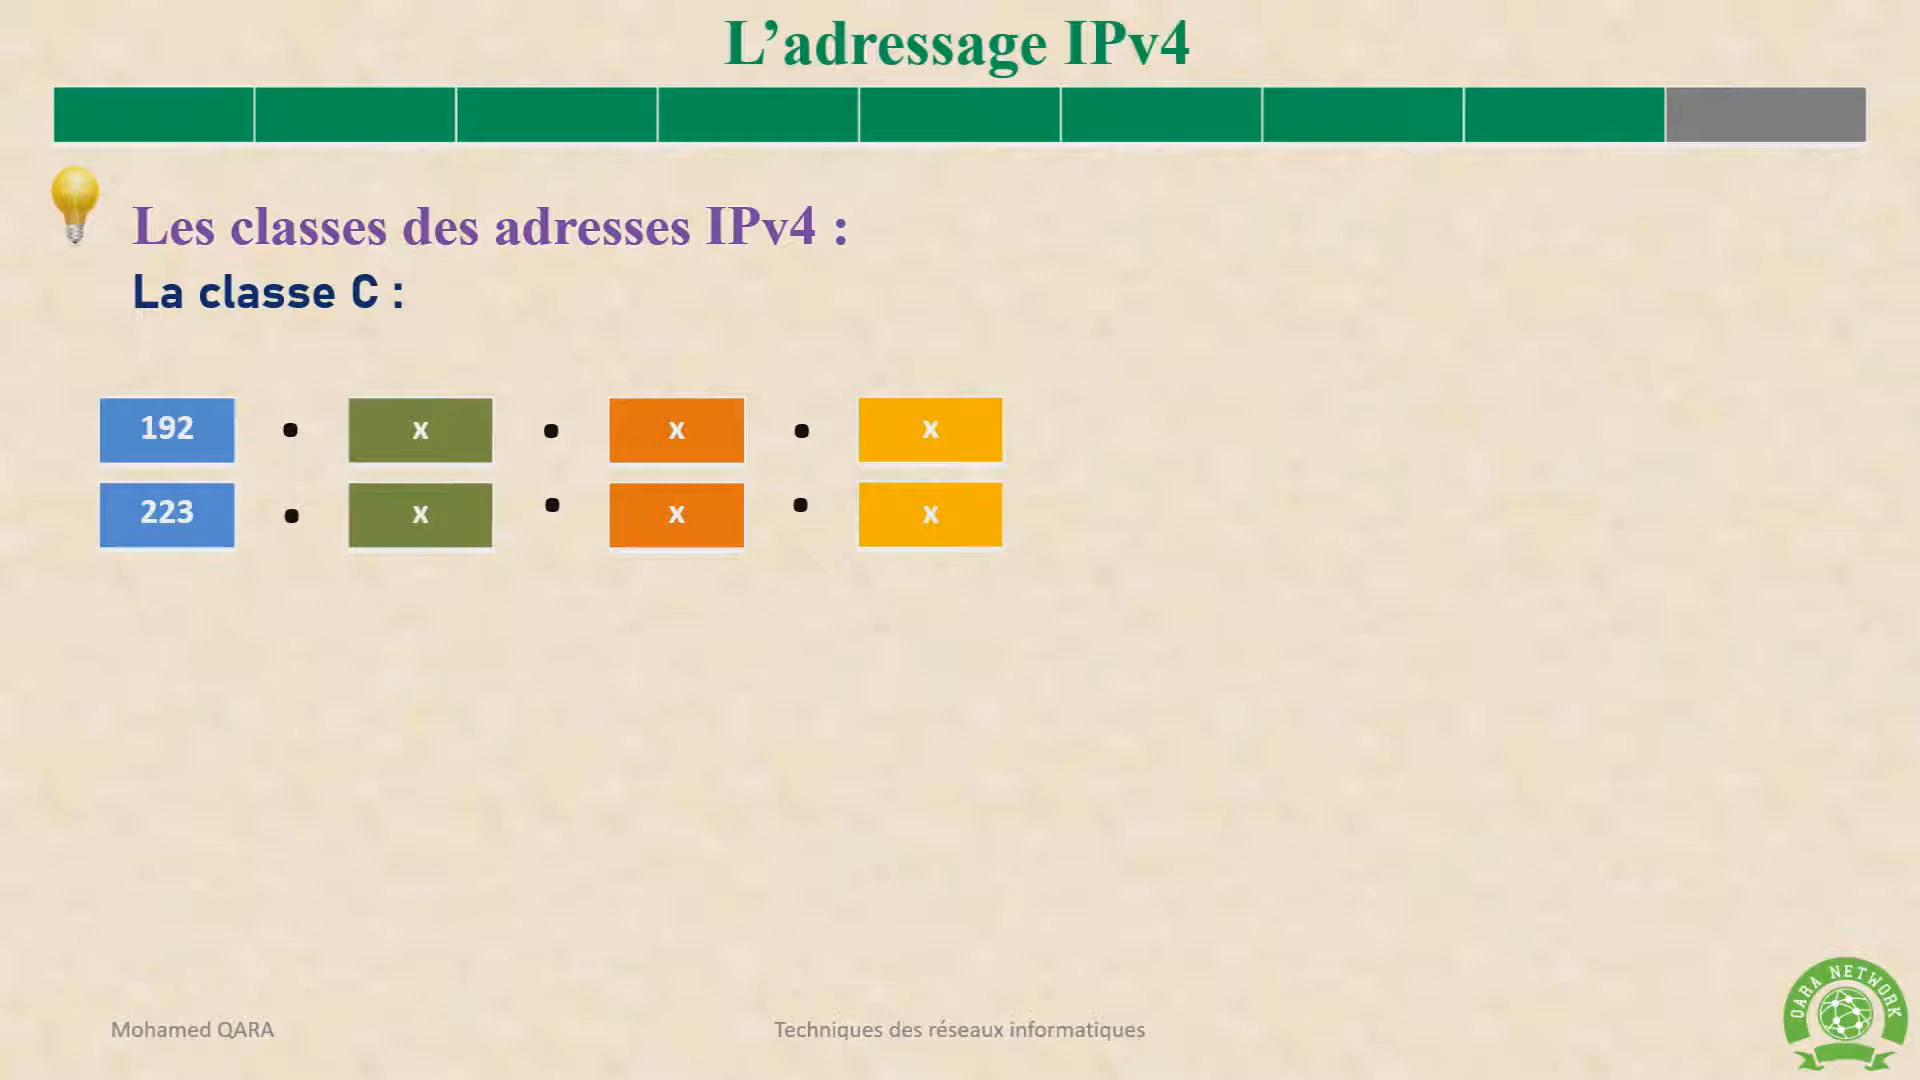 L’adressage IPv4
Les classes des adresses IPv4 :
La classe C :
192 . x . x . x
223 . x . x . x
Mohamed QARA
Techniques des réseaux informatiques
QARA NETWORK